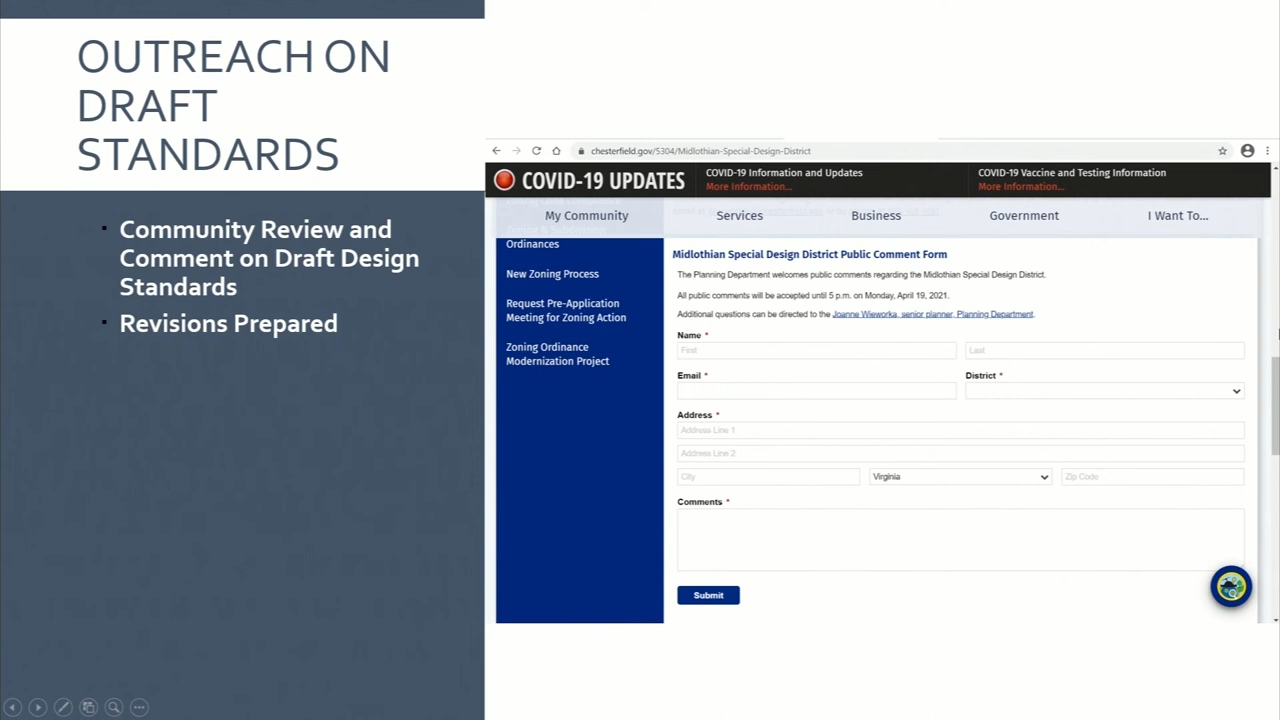 OUTREACH ON
DRAFT
STANDARDS
Community Review and
Comment on Draft Design
Standards
Revisions Prepared
chesterfield.gov/5304/Midlothian-Special-Design-District
COVID-19 UPDATES
COVID-19 Information and Updates
More Information...
COVID-19 Vaccine and Testing Information
More Information...
My Community
Services
Business
Government
I Want To...
Ordinances
New Zoning Process
Request Pre-Application
Meeting for Zoning Action
Zoning Ordinance
Modernization Project
Midlothian Special Design District Public Comment Form
The Planning Department welcomes public comments regarding the Midlothian Special Design District.
All public comments will be accepted until 5 p.m. on Monday, April 19, 2021.
Additional questions can be directed to the Joanne Wieworka, senior planner, Planning Department.
Name *
First
Last
Email *
District *
Address *
Address Line 1
Address Line 2
City
Virginia
Zip Code
Comments *
Submit